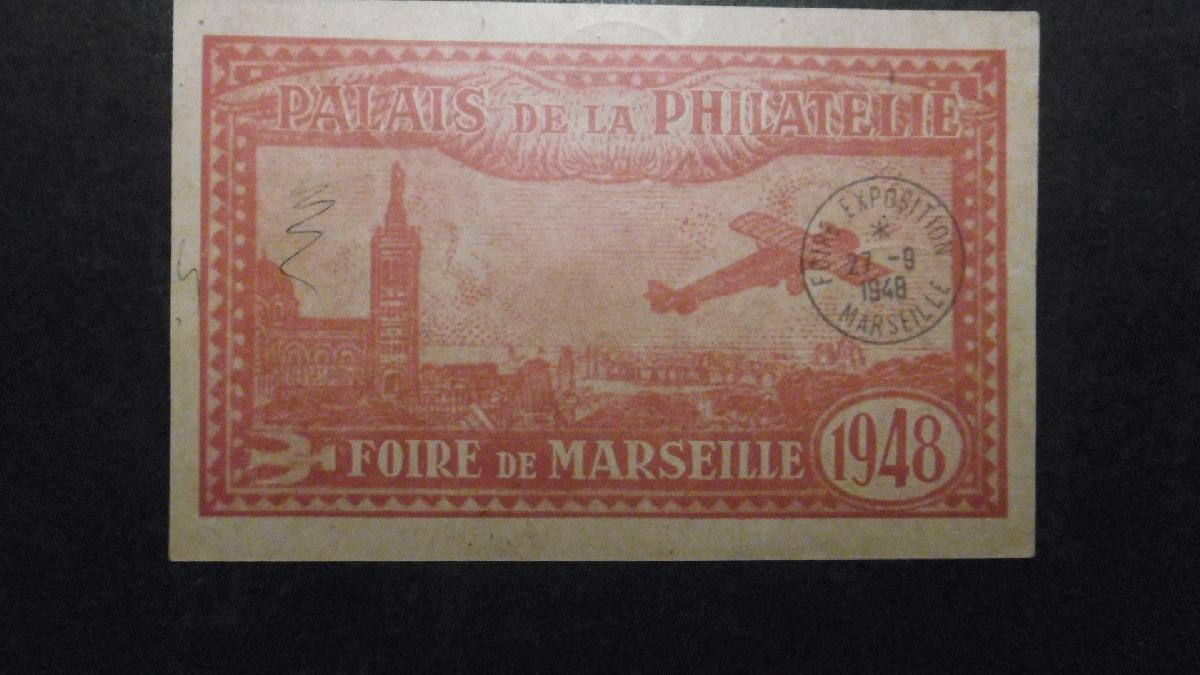 PALAIS DE LA PHILATELIE
FOIRE EXPOSITION
*
27 -9
1948
MARSEILLE
FOIRE DE MARSEILLE
1948